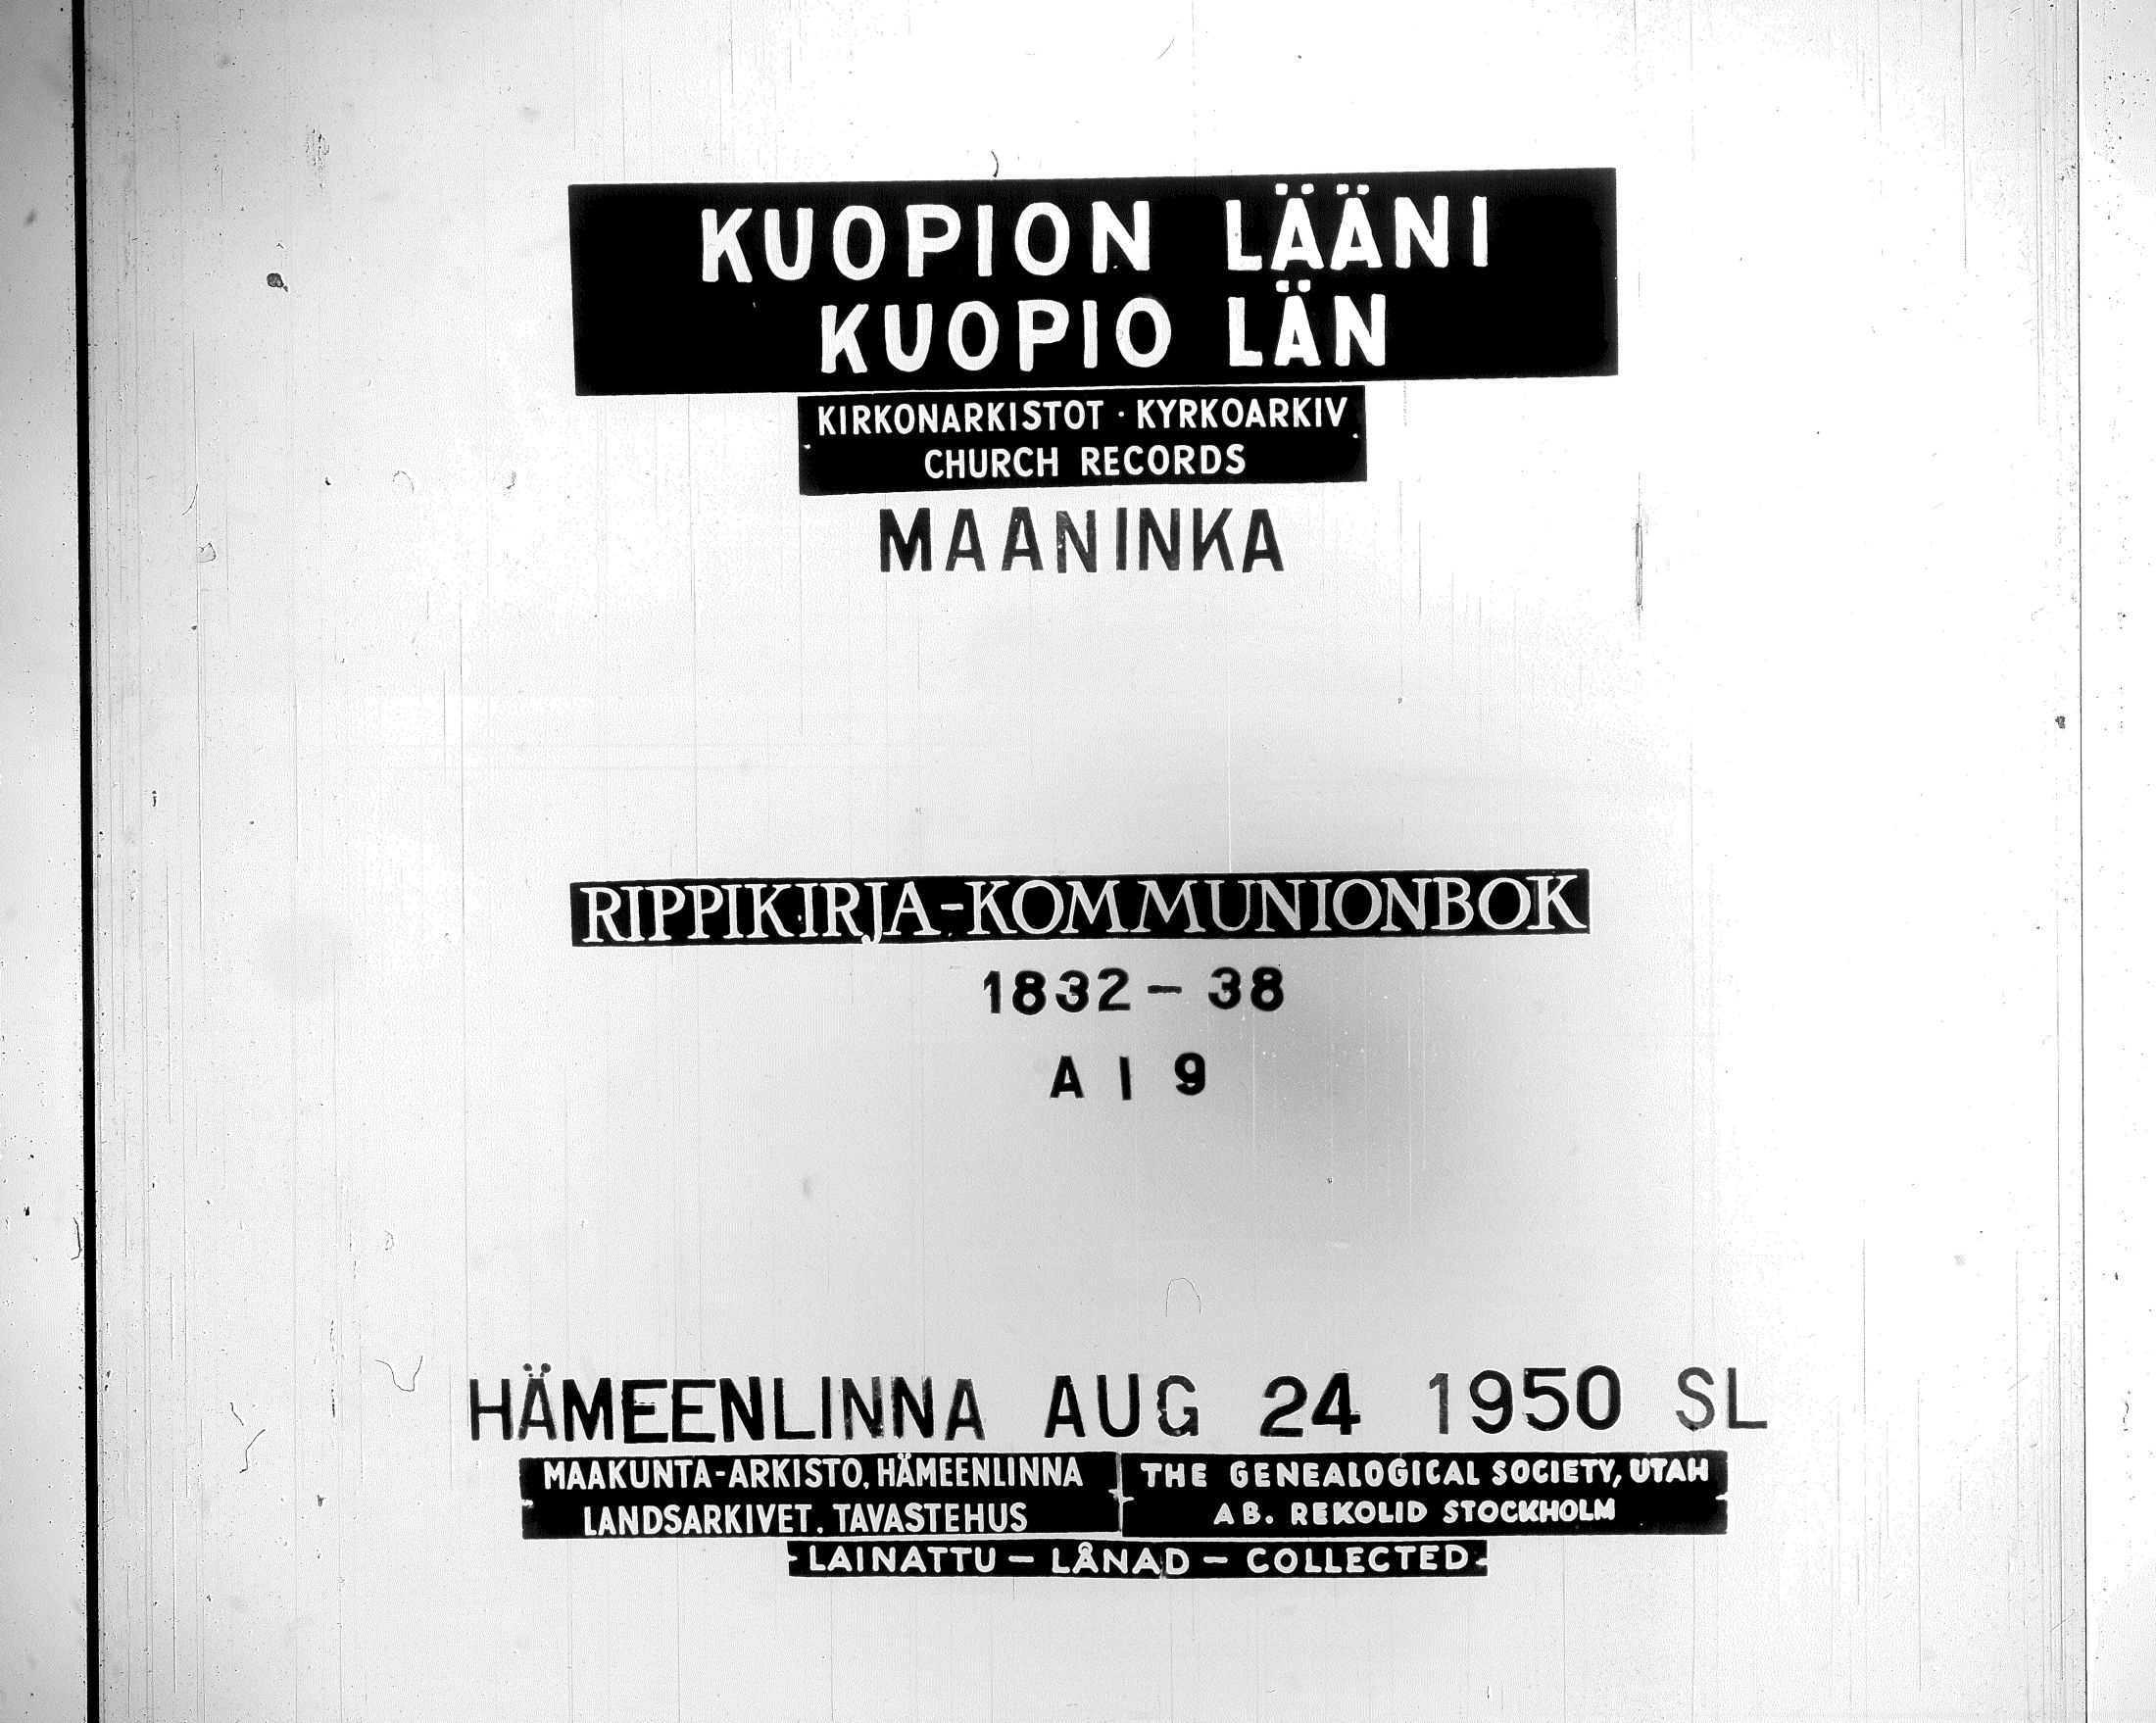 KUOPION LÄÄNI
KUOPIO LÄN
KIRKONARKISTOT · KYRKOARKIV
CHURCH RECORDS
MAANINKA
RIPPIKIRJA-KOMMUNIONBOK
1832-38
A I 9
HÄMEENLINNA AUG 24 1950 SL
MAAKUNTA-ARKISTO, HÄMEENLINNA
LANDSARKIVET. TAVASTEHUS
THE GENEALOGICAL SOCIETY, UTAH
AB. REKOLID STOCKHOLM
LAINATTU - LÅNAD - COLLECTED